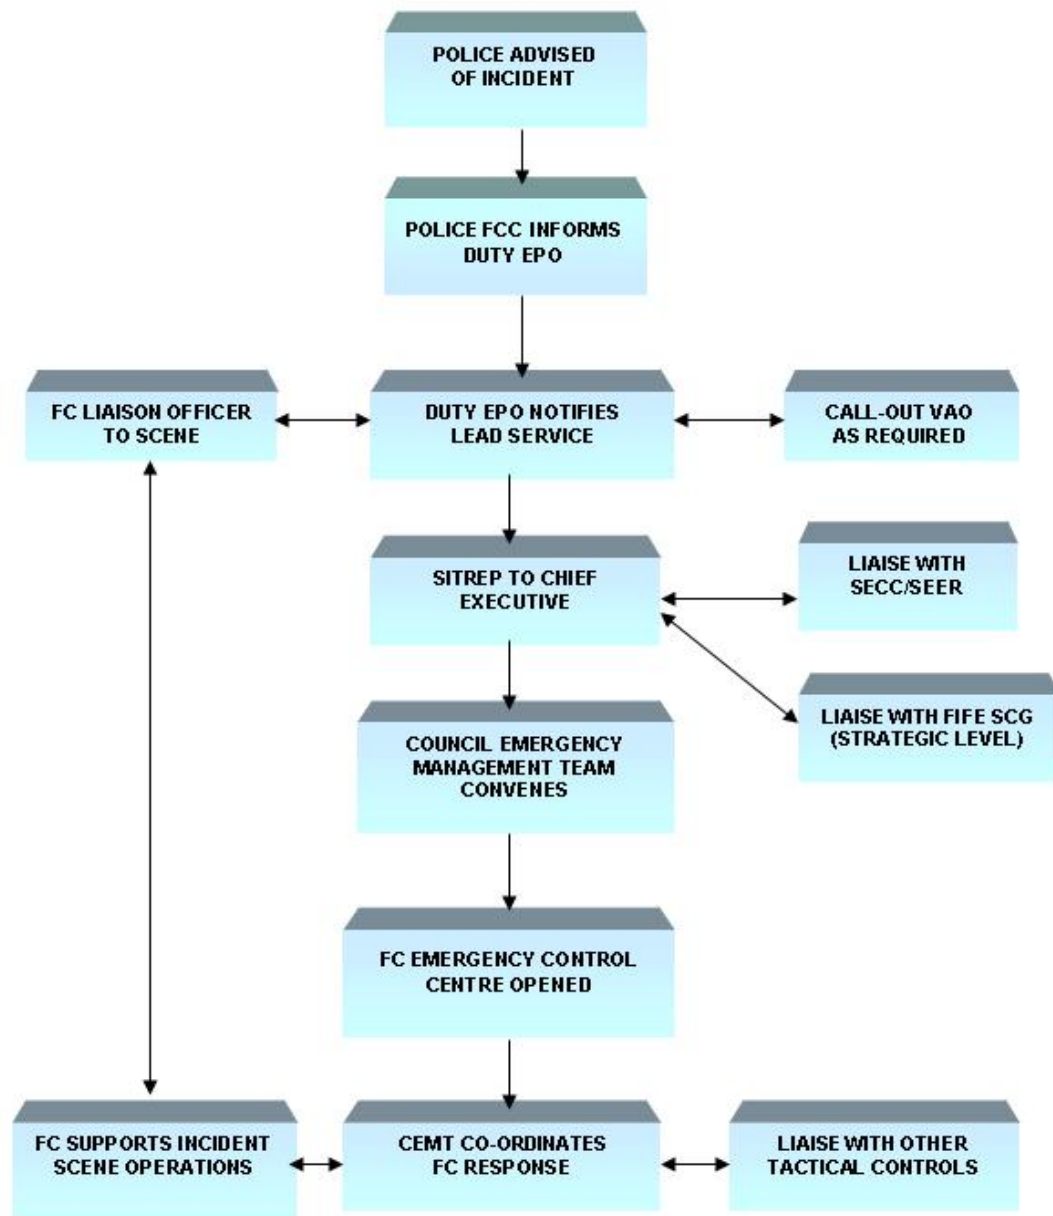 POLICE ADVISED
OF INCIDENT
POLICE FCC INFORMS
DUTY EPO
FC LIAISON OFFICER
TO SCENE
DUTY EPO NOTIFIES
LEAD SERVICE
CALL-OUT VAO
AS REQUIRED
SITREP TO CHIEF
EXECUTIVE
LIAISE WITH
SECC/SEER
LIAISE WITH FIFE SCG
(STRATEGIC LEVEL)
COUNCIL EMERGENCY
MANAGEMENT TEAM
CONVENES
FC EMERGENCY CONTROL
CENTRE OPENED
FC SUPPORTS INCIDENT
SCENE OPERATIONS
CEMT CO-ORDINATES
FC RESPONSE
LIAISE WITH OTHER
TACTICAL CONTROLS